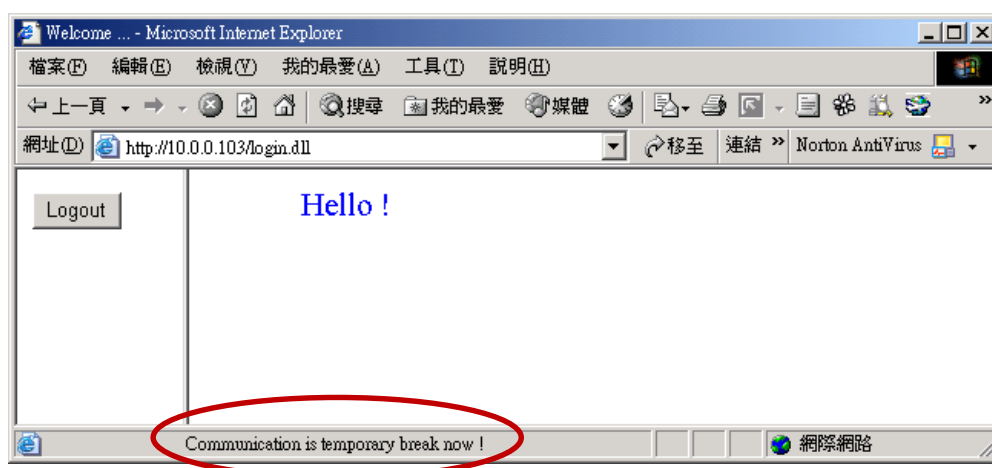 Welcome ... - Microsoft Internet Explorer
檔案(F) 編輯(E) 檢視(V) 我的最愛(A) 工具(T) 說明(H)
上一頁 搜尋 我的最愛 媒體 »
網址(D) http://10.0.0.103/login.dll 移至 連結 » Norton AntiVirus
Logout
Hello !
Communication is temporary break now ! 網際網路